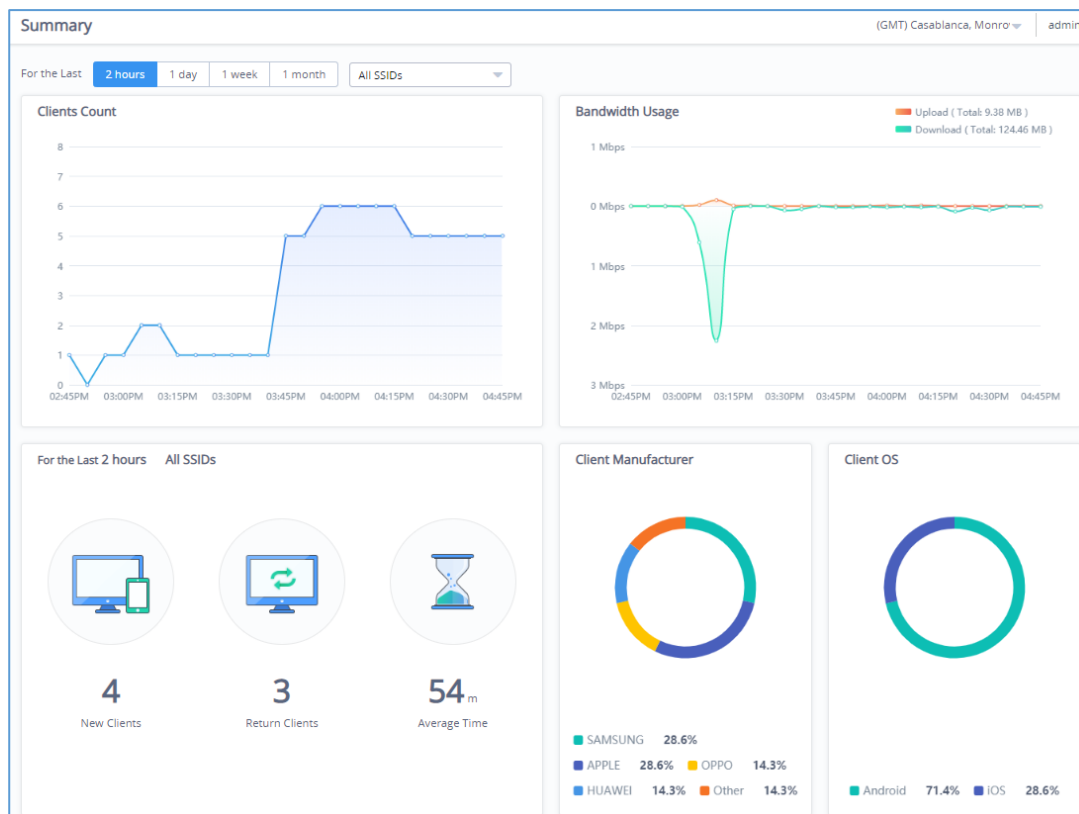 Summary
(GMT) Casablanca, Monro
admin
For the Last 2 hours 1 day 1 week 1 month All SSIDs
Clients Count
8
7
6
5
4
3
2
1
0
02:45PM 03:00PM 03:15PM 03:30PM 03:45PM 04:00PM 04:15PM 04:30PM 04:45PM
Bandwidth Usage
Upload ( Total: 9.38 MB )
Download ( Total: 124.46 MB )
1 Mbps
0 Mbps
1 Mbps
2 Mbps
3 Mbps
02:45PM 03:00PM 03:15PM 03:30PM 03:45PM 04:00PM 04:15PM 04:30PM 04:45PM
For the Last 2 hours All SSIDs
4
New Clients
3
Return Clients
54 m
Average Time
Client Manufacturer
SAMSUNG 28.6%
APPLE 28.6% OPPO 14.3%
HUAWEI 14.3% Other 14.3%
Client OS
Android 71.4% iOS 28.6%